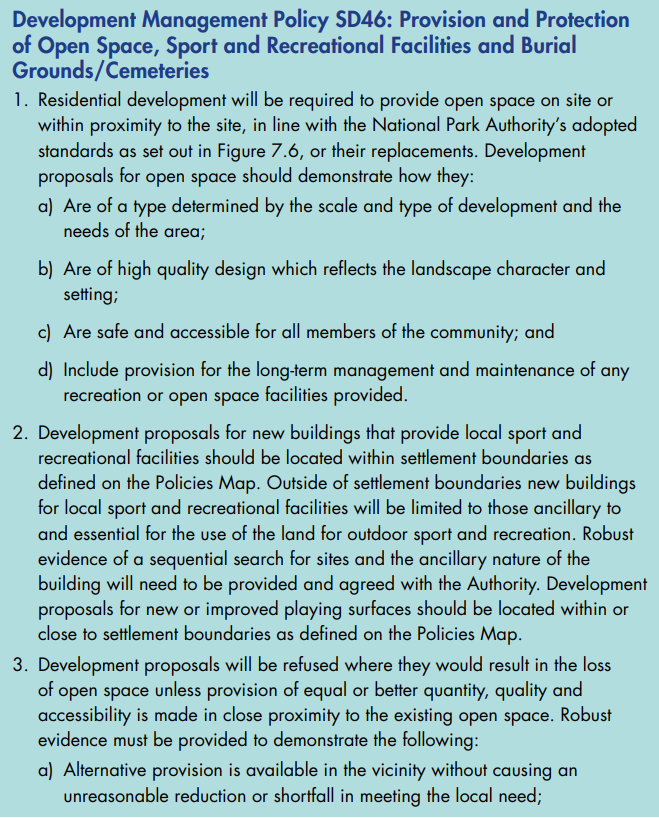 Development Management Policy SD46: Provision and Protection
of Open Space, Sport and Recreational Facilities and Burial
Grounds/Cemeteries
1. Residential development will be required to provide open space on site or
within proximity to the site, in line with the National Park Authority's adopted
standards as set out in Figure 7.6, or their replacements. Development
proposals for open space should demonstrate how they:
a) Are of a type determined by the scale and type of development and the
needs of the area;
b) Are of high quality design which reflects the landscape character and
setting;
c) Are safe and accessible for all members of the community; and
d) Include provision for the long-term management and maintenance of any
recreation or open space facilities provided.
2. Development proposals for new buildings that provide local sport and
recreational facilities should be located within settlement boundaries as
defined on the Policies Map. Outside of settlement boundaries new buildings
for local sport and recreational facilities will be limited to those ancillary to
and essential for the use of the land for outdoor sport and recreation. Robust
evidence of a sequential search for sites and the ancillary nature of the
building will need to be provided and agreed with the Authority. Development
proposals for new or improved playing surfaces should be located within or
close to settlement boundaries as defined on the Policies Map.
3. Development proposals will be refused where they would result in the loss
of open space unless provision of equal or better quantity, quality and
accessibility is made in close proximity to the existing open space. Robust
evidence must be provided to demonstrate the following:
a) Alternative provision is available in the vicinity without causing an
unreasonable reduction or shortfall in meeting the local need;